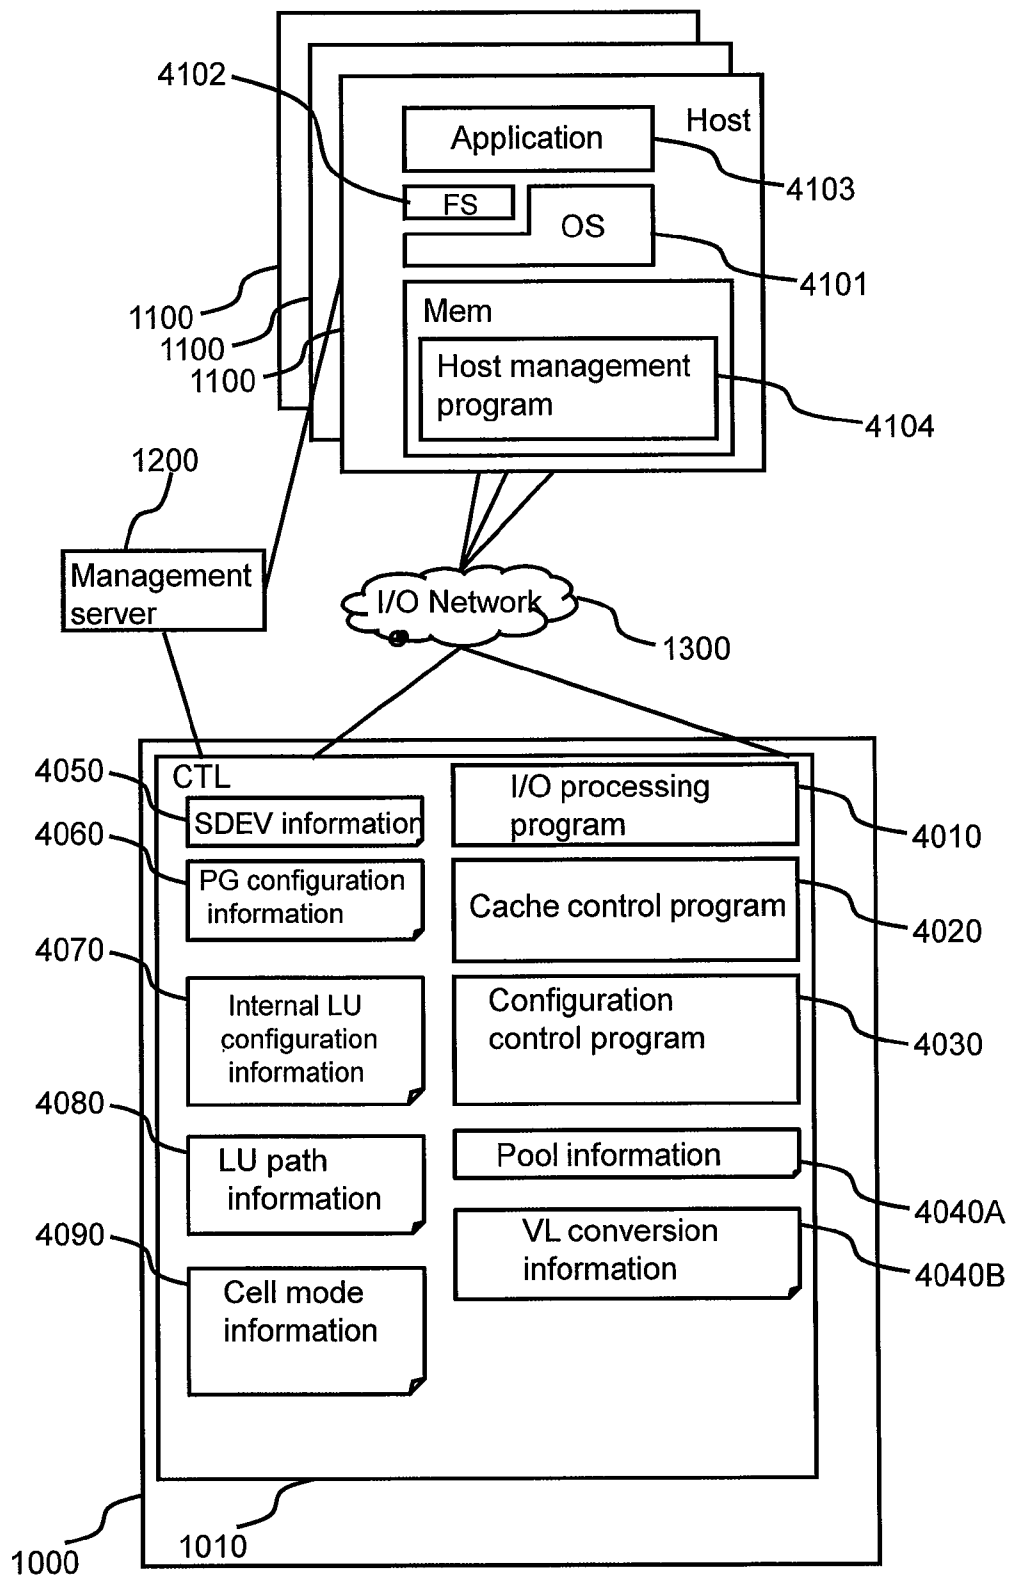 4102
Host
Application
4103
FS
OS
4101
1100
1100
1100
Mem
Host management
program
4104
1200
Management
server
I/O Network
1300
CTL
4050
SDEV information
I/O processing
program
4010
4060
PG configuration
information
Cache control program
4020
4070
Internal LU
configuration
information
Configuration
control program
4030
4080
LU path
information
Pool information
4040A
4090
Cell mode
information
VL conversion
information
4040B
1000
1010